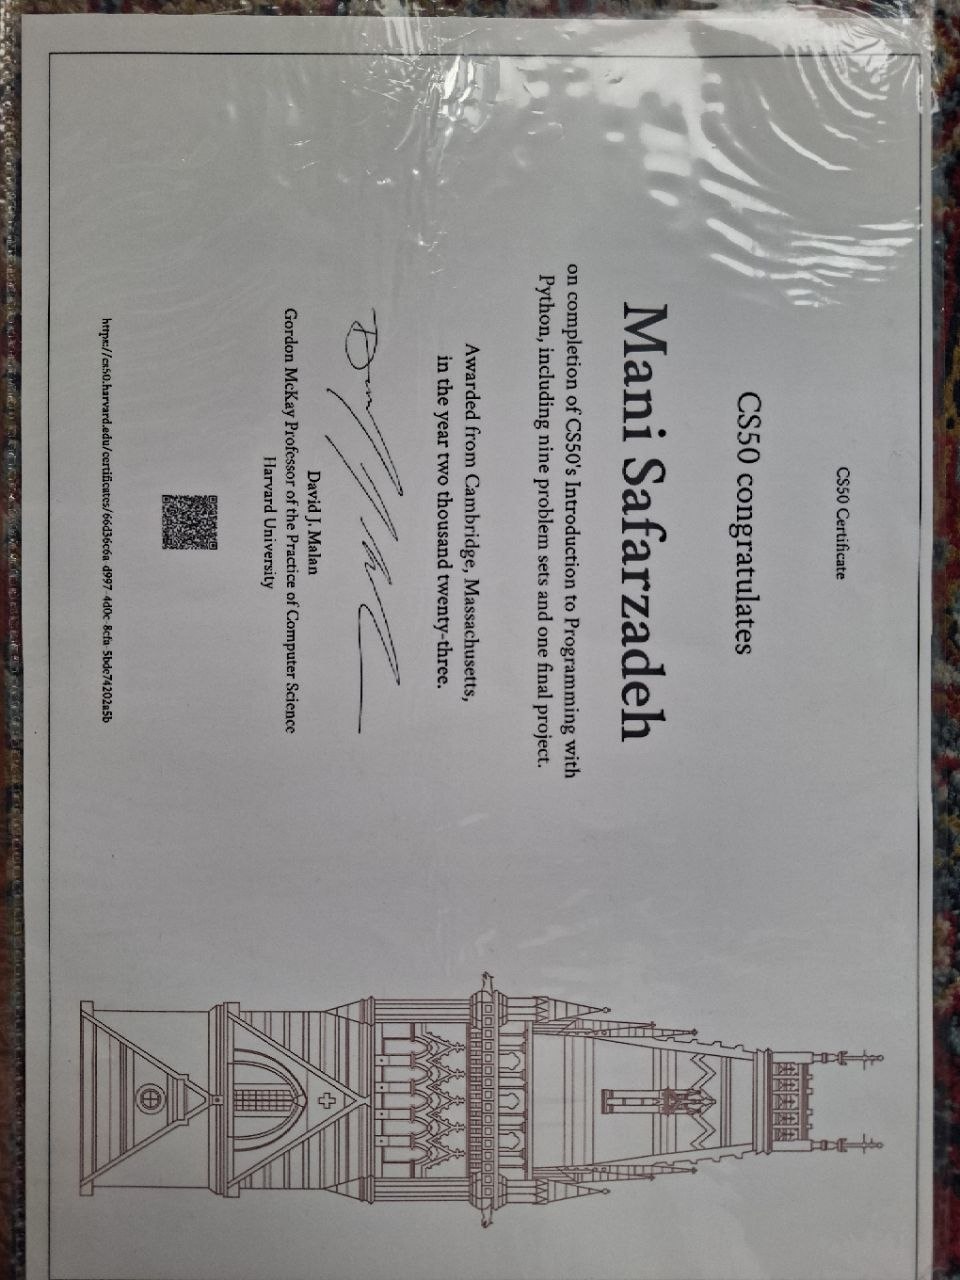 CS50 Certificate
CS50 congratulates
Mani Safarzadeh
on completion of CS50's Introduction to Programming with
Python, including nine problem sets and one final project.
Awarded from Cambridge, Massachusetts,
in the year two thousand twenty-three.
David J. Malan
Gordon McKay Professor of the Practice of Computer Science
Harvard University
https://cs50.harvard.edu/certificates/66d36c6a-d997-4d0c-8cfa-5bde74202a5b